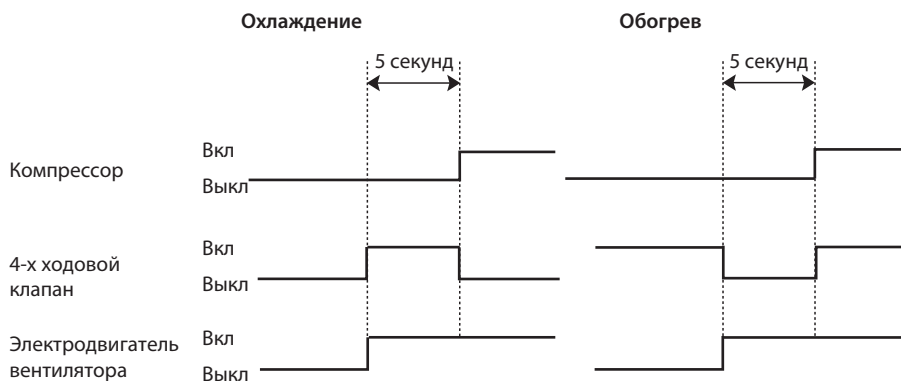 Охлаждение
Обогрев
5 секунд
5 секунд
Компрессор
Вкл
Выкл
4-х ходовой
клапан
Вкл
Выкл
Электродвигатель
вентилятора
Вкл
Выкл